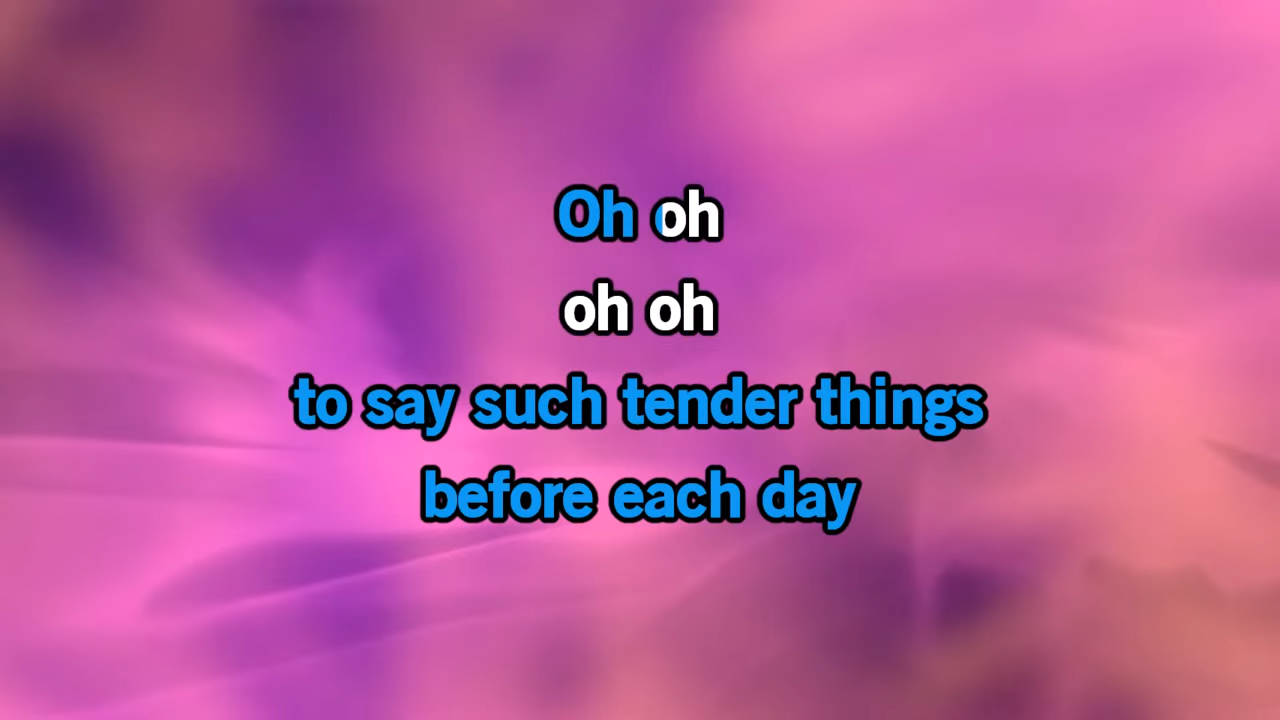 Oh oh
oh oh
to say such tender things
before each day